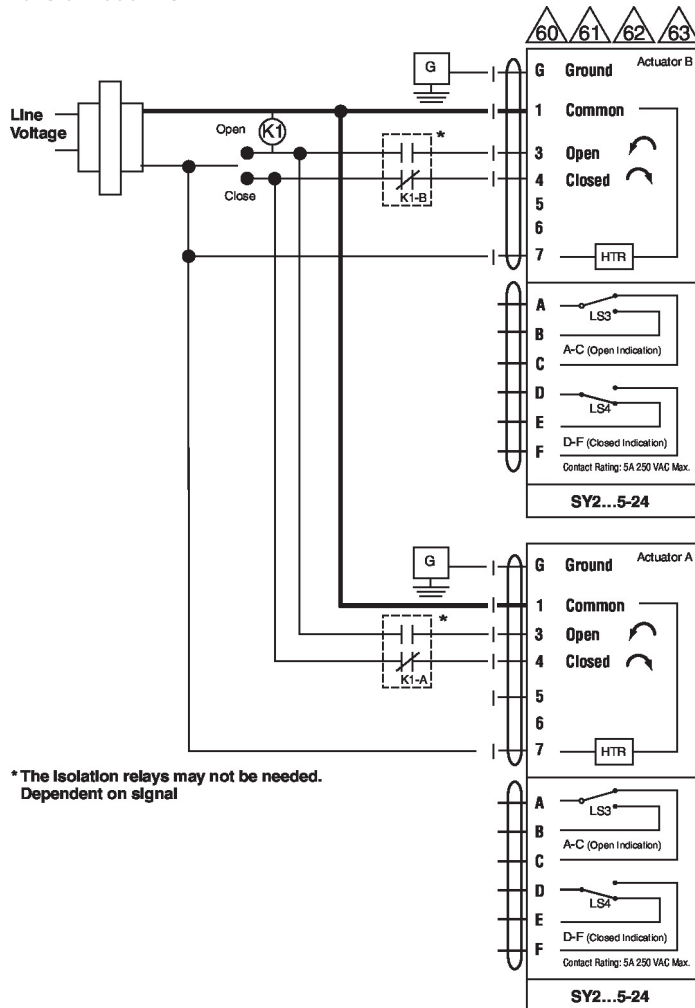 60 61 62 63
Actuator B
G
G Ground
Line
Voltage
1 Common
Open
K1
*
3 Open
4 Closed
Close
K1-B
5
6
7
HTR
A
LS3
B
A-C (Open Indication)
C
D
LS4
E
D-F (Closed Indication)
F
Contact Rating: 5A 250 VAC Max.
SY2...5-24
Actuator A
G
G Ground
1 Common
*
3 Open
4 Closed
K1-A
5
6
7
HTR
* The Isolation relays may not be needed.
Dependent on signal
A
LS3
B
A-C (Open Indication)
C
D
LS4
E
D-F (Closed Indication)
F
Contact Rating: 5A 250 VAC Max.
SY2...5-24